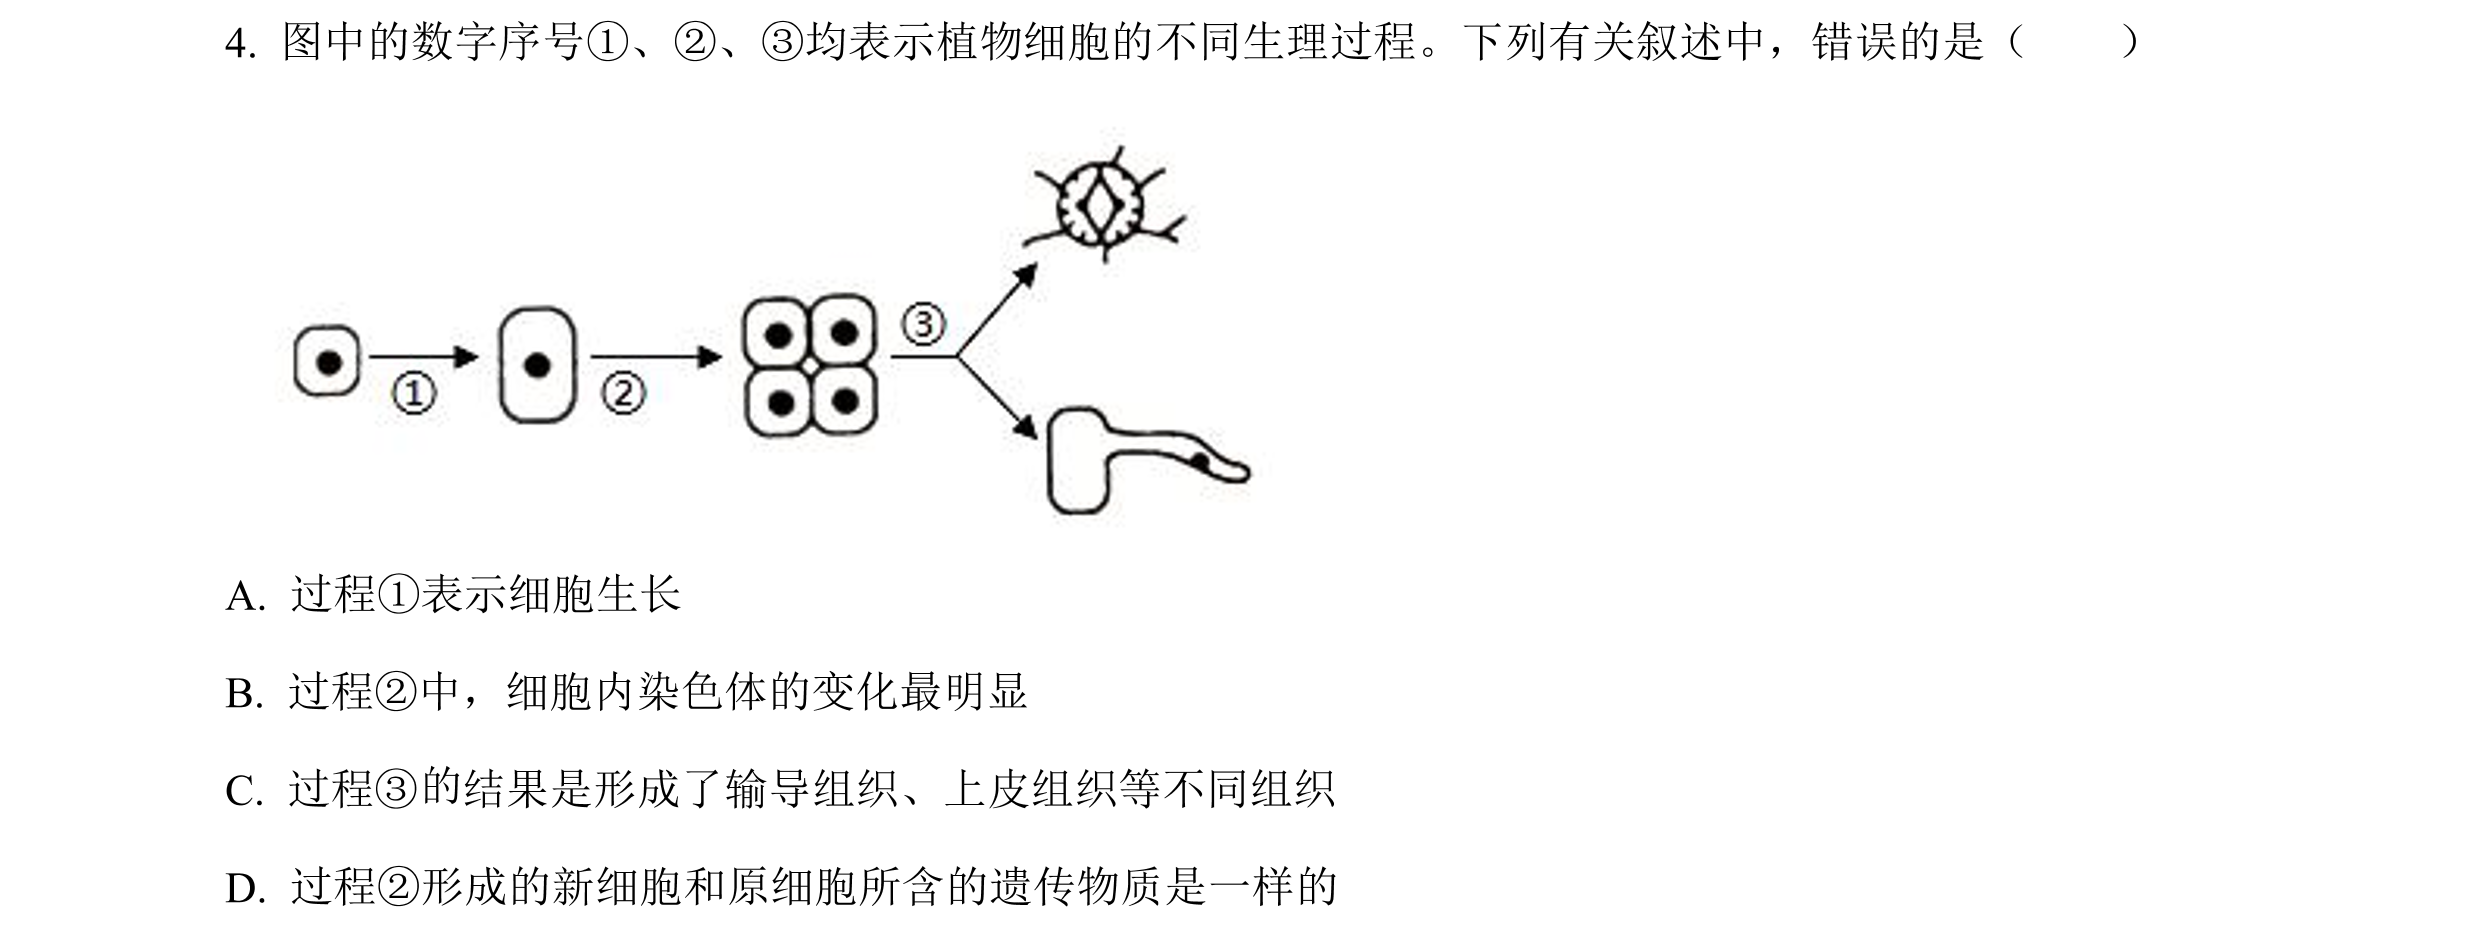 4. 图中的数字序号①、②、③均表示植物细胞的不同生理过程。下列有关叙述中，错误的是（　　）
③
①
②
A. 过程①表示细胞生长
B. 过程②中，细胞内染色体的变化最明显
C. 过程③的结果是形成了输导组织、上皮组织等不同组织
D. 过程②形成的新细胞和原细胞所含的遗传物质是一样的